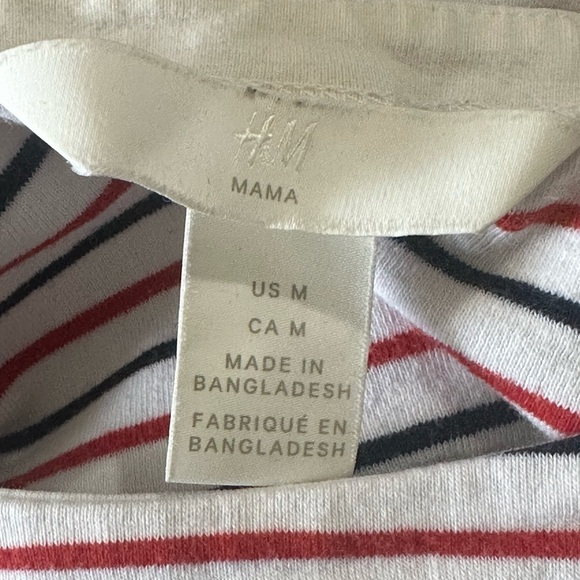 H&M
MAMA
US M
CA M
MADE IN
BANGLADESH
FABRIQUÉ EN
BANGLADESH